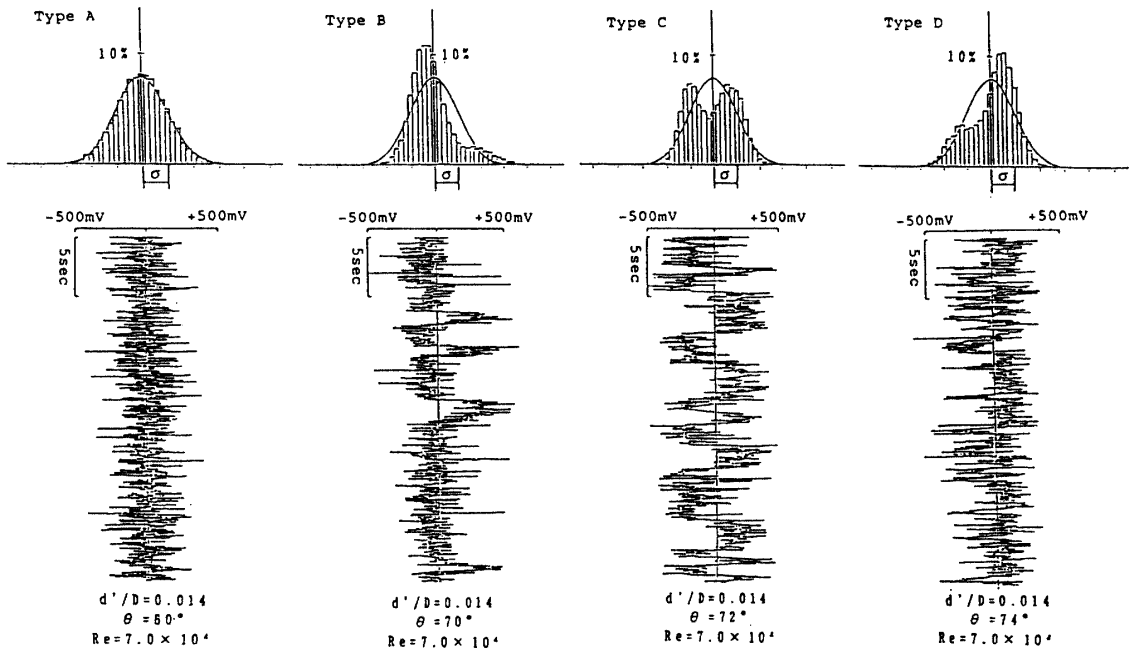 Type A
10%
σ
-500mV +500mV
5sec
d'/D=0.014
θ =60°
Re=7.0× 10⁴
Type B
10%
σ
-500mV +500mV
5sec
d'/D=0.014
θ =70°
Re=7.0× 10⁴
Type C
10%
σ
-500mV +500mV
5sec
d'/D=0.014
θ =72°
Re=7.0× 10⁴
Type D
10%
σ
-500mV +500mV
5sec
d'/D=0.014
θ =74°
Re=7.0× 10⁴